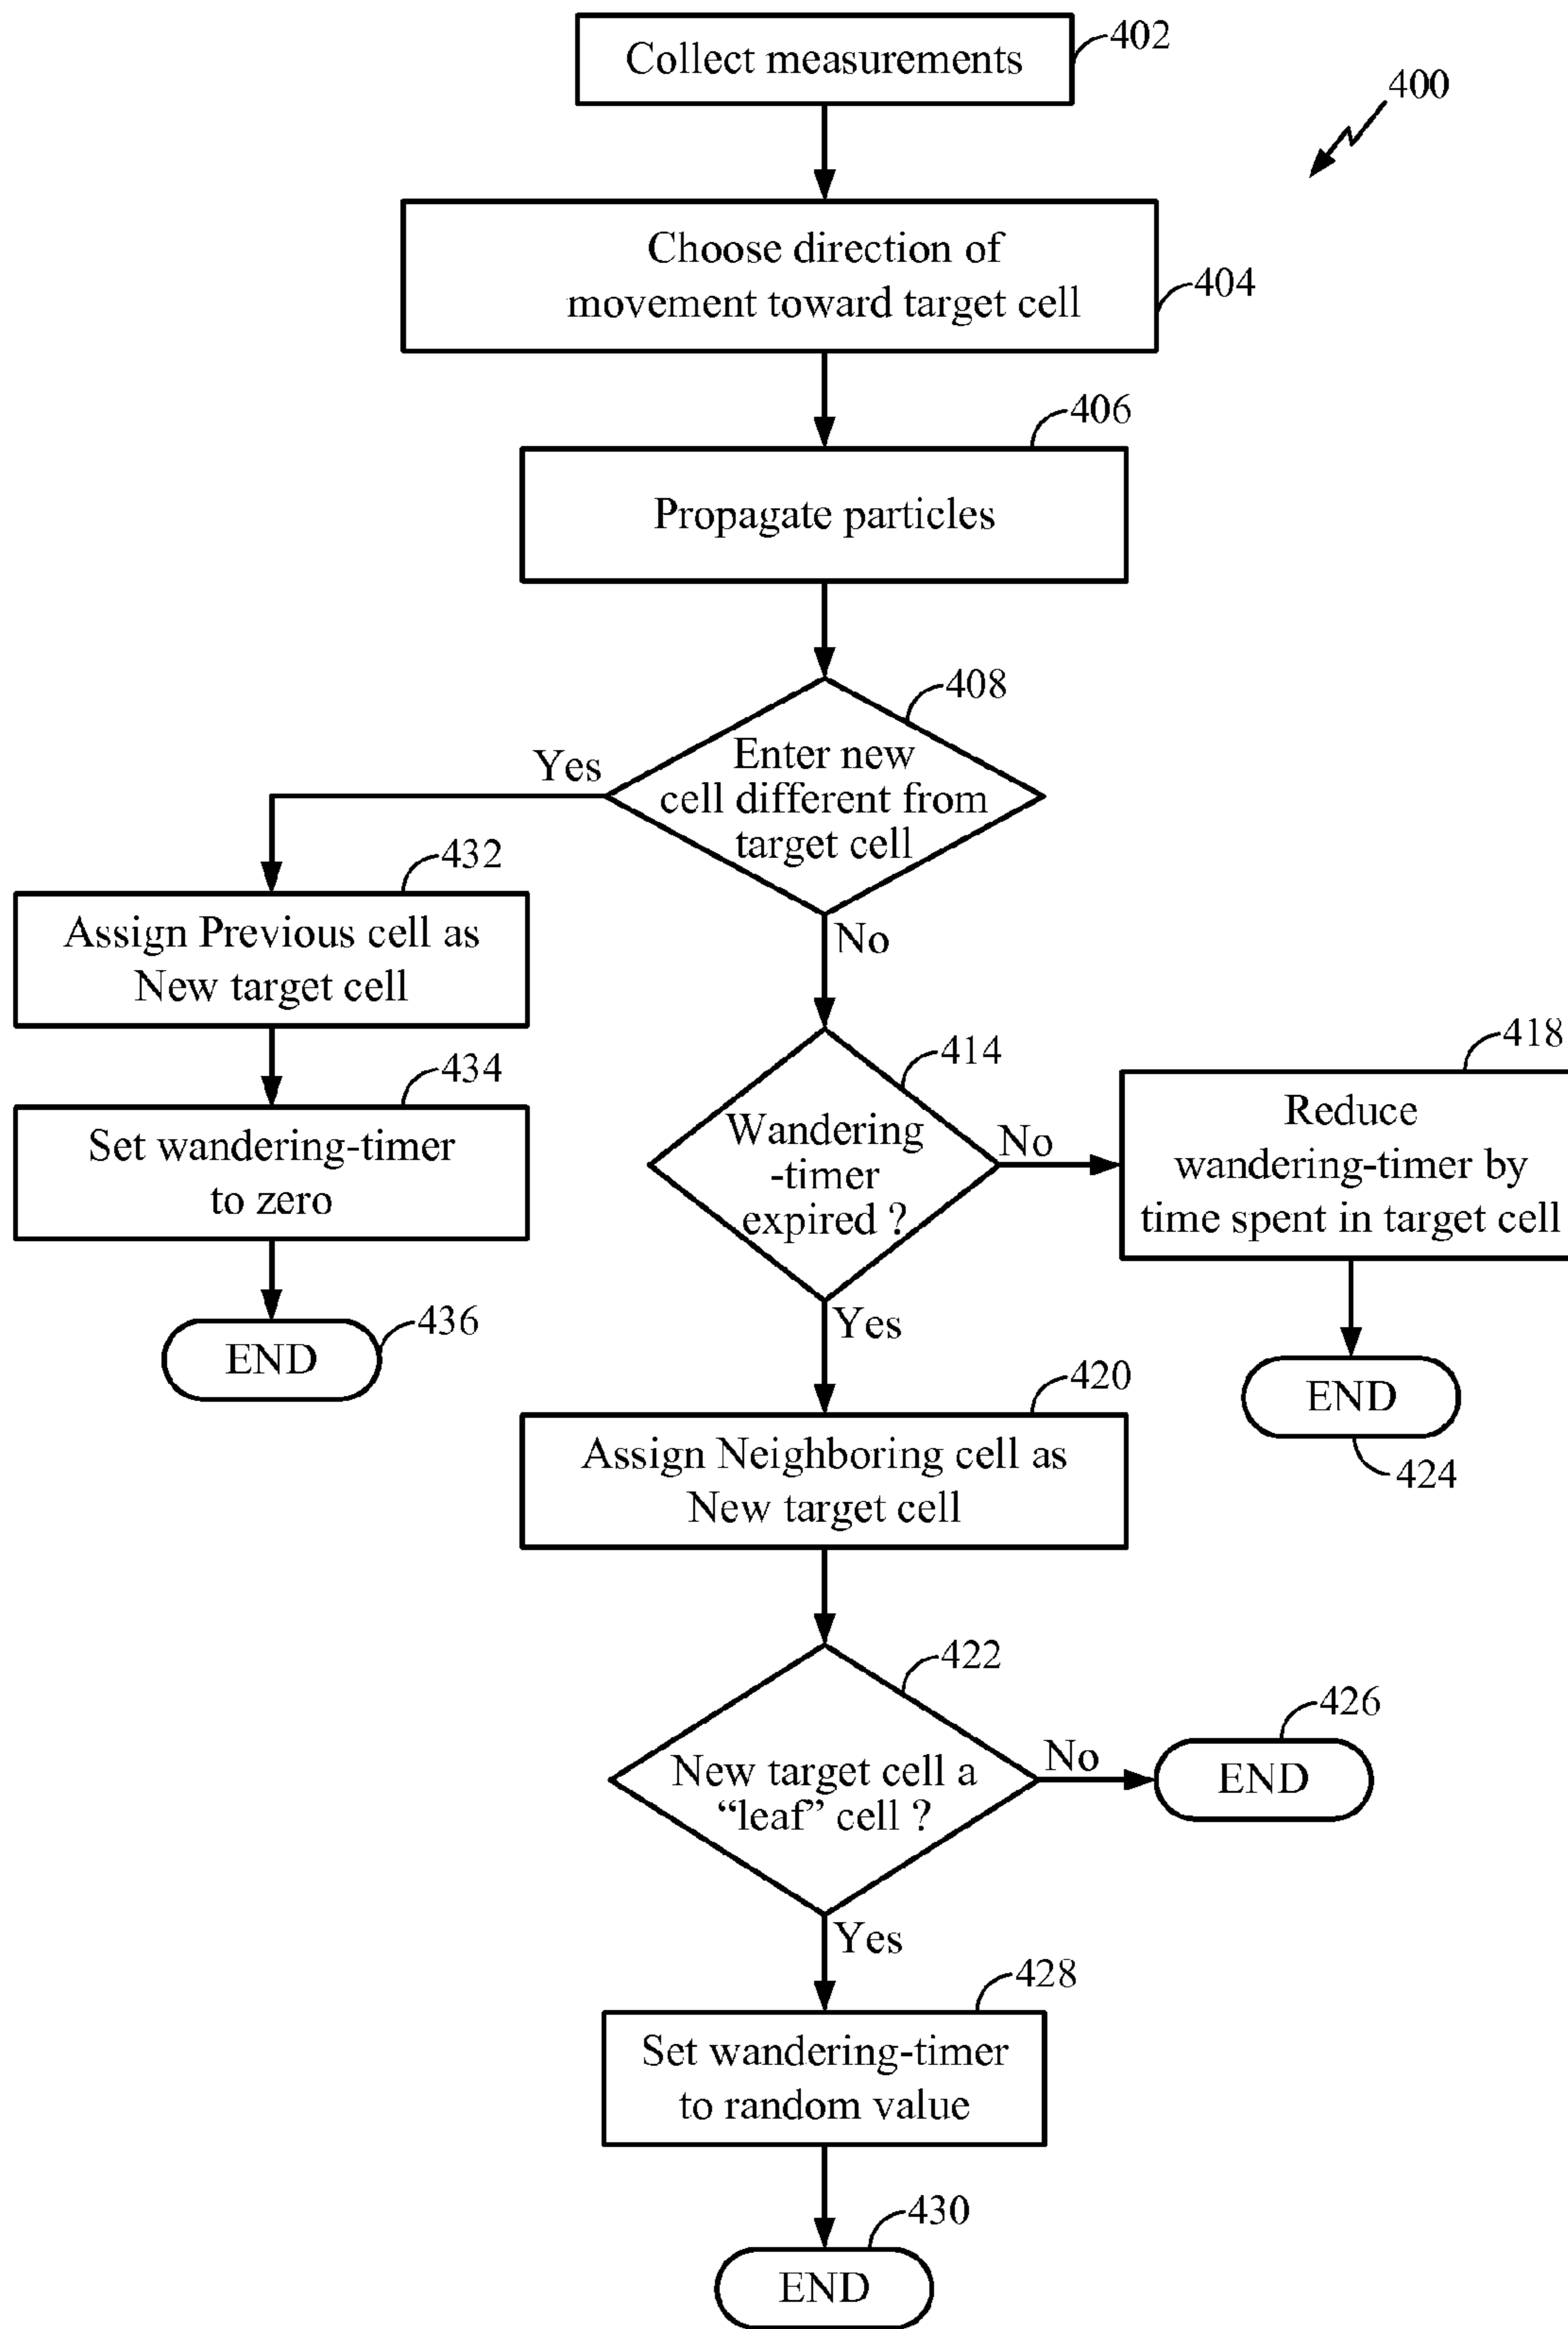 Collect measurements
402
400
Choose direction of
movement toward target cell
404
406
Propagate particles
408
Enter new
cell different from
target cell
Yes
No
432
Assign Previous cell as
New target cell
434
Set wandering-timer
to zero
436
END
414
Wandering
-timer
expired ?
No
Yes
418
Reduce
wandering-timer by
time spent in target cell
END
424
420
Assign Neighboring cell as
New target cell
422
New target cell a
“leaf” cell ?
No
426
END
Yes
428
Set wandering-timer
to random value
430
END